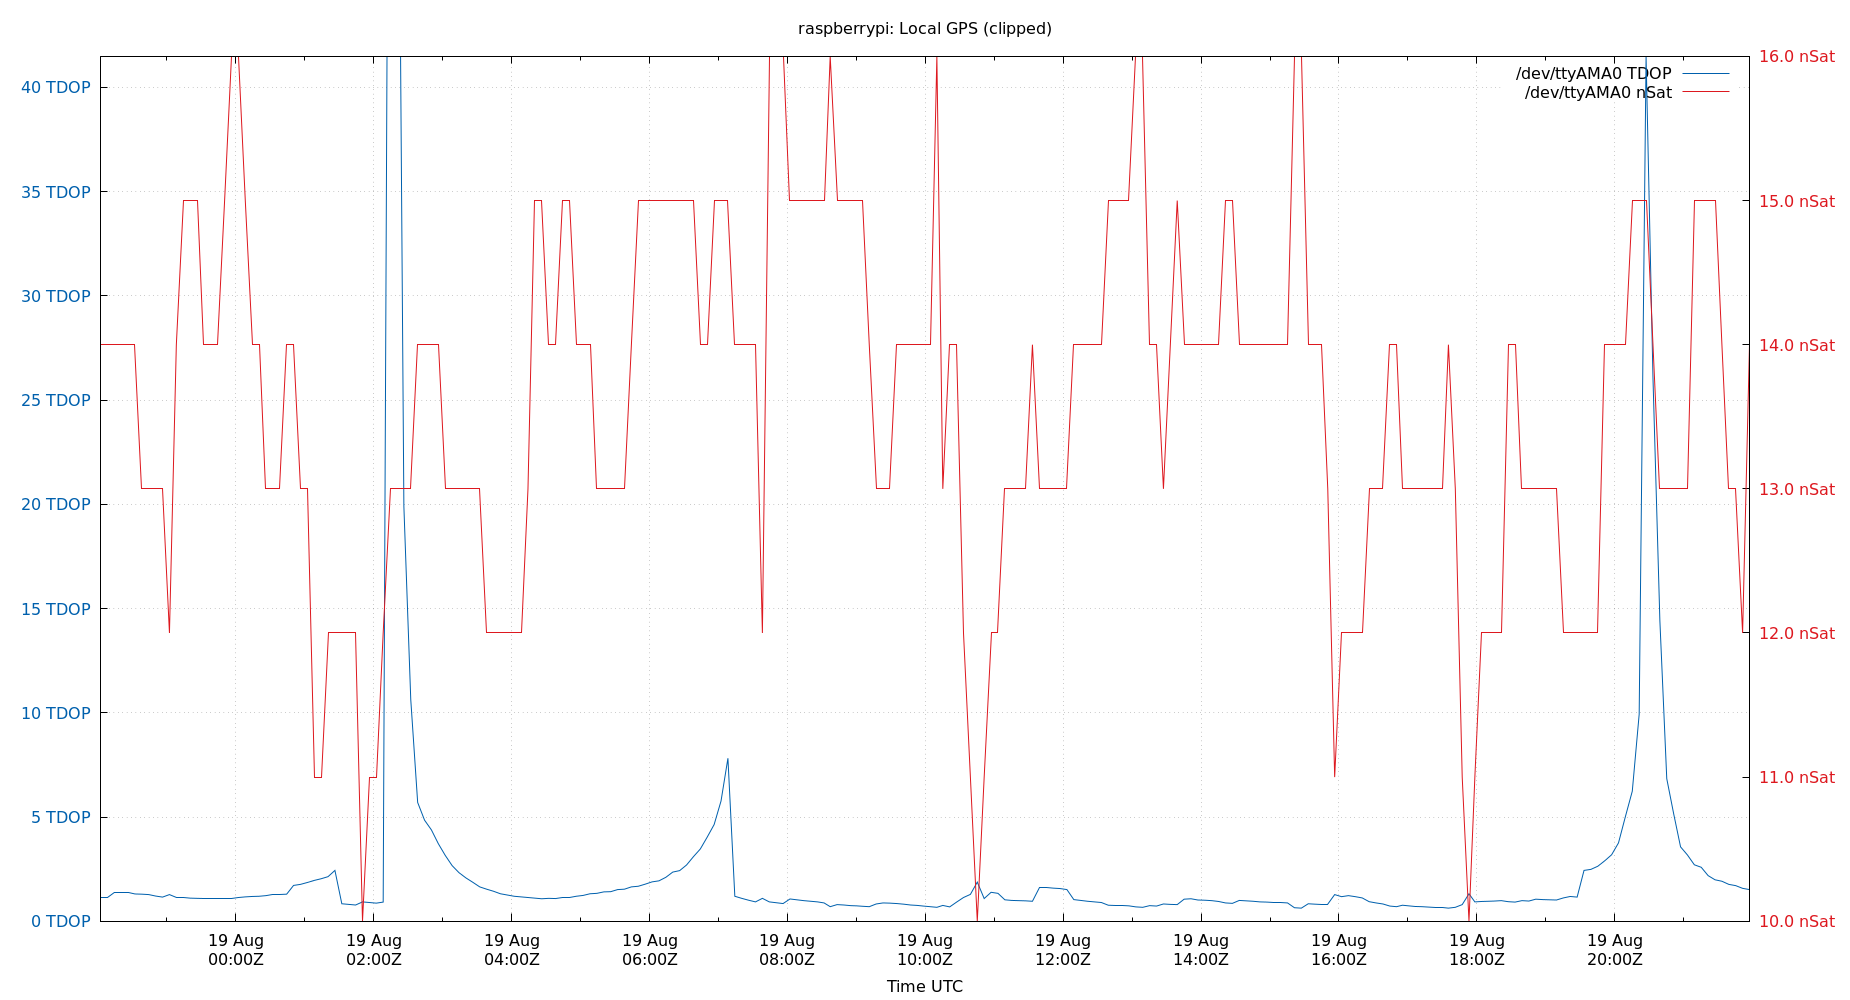 raspberrypi: Local GPS (clipped)
/dev/ttyAMA0 TDOP
/dev/ttyAMA0 nSat
40 TDOP
35 TDOP
30 TDOP
25 TDOP
20 TDOP
15 TDOP
10 TDOP
5 TDOP
0 TDOP
16.0 nSat
15.0 nSat
14.0 nSat
13.0 nSat
12.0 nSat
11.0 nSat
10.0 nSat
19 Aug
00:00Z
19 Aug
02:00Z
19 Aug
04:00Z
19 Aug
06:00Z
19 Aug
08:00Z
19 Aug
10:00Z
19 Aug
12:00Z
19 Aug
14:00Z
19 Aug
16:00Z
19 Aug
18:00Z
19 Aug
20:00Z
Time UTC